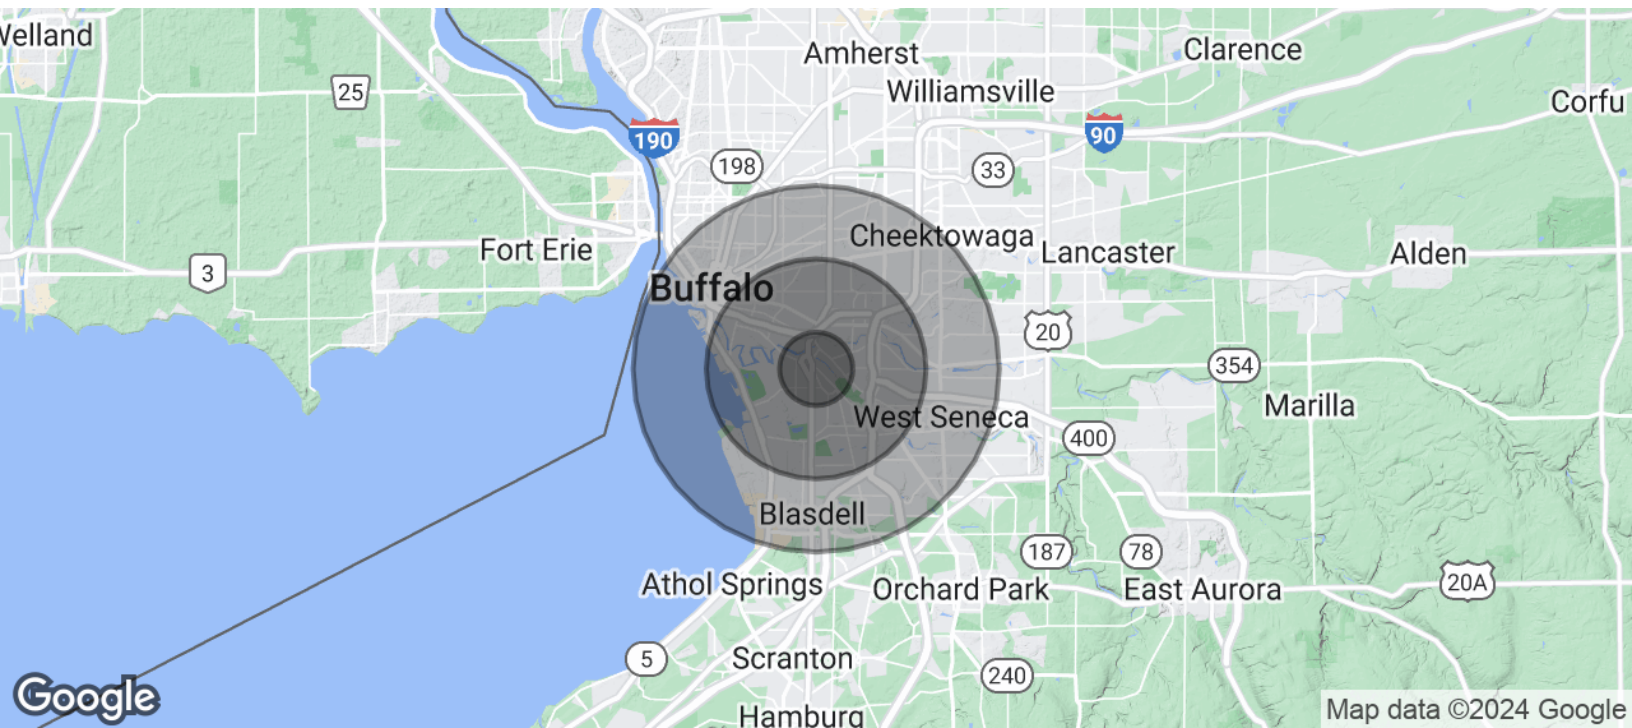 Welland
Amherst
Clarence
25
Williamsville
Corfu
190
90
198
33
Cheektowaga
Fort Erie
Lancaster
Alden
3
Buffalo
20
354
Marilla
West Seneca
400
Blasdell
187
78
Athol Springs
Orchard Park
East Aurora
20A
5
Scranton
240
Google
Hamburg
Map data ©2024 Google